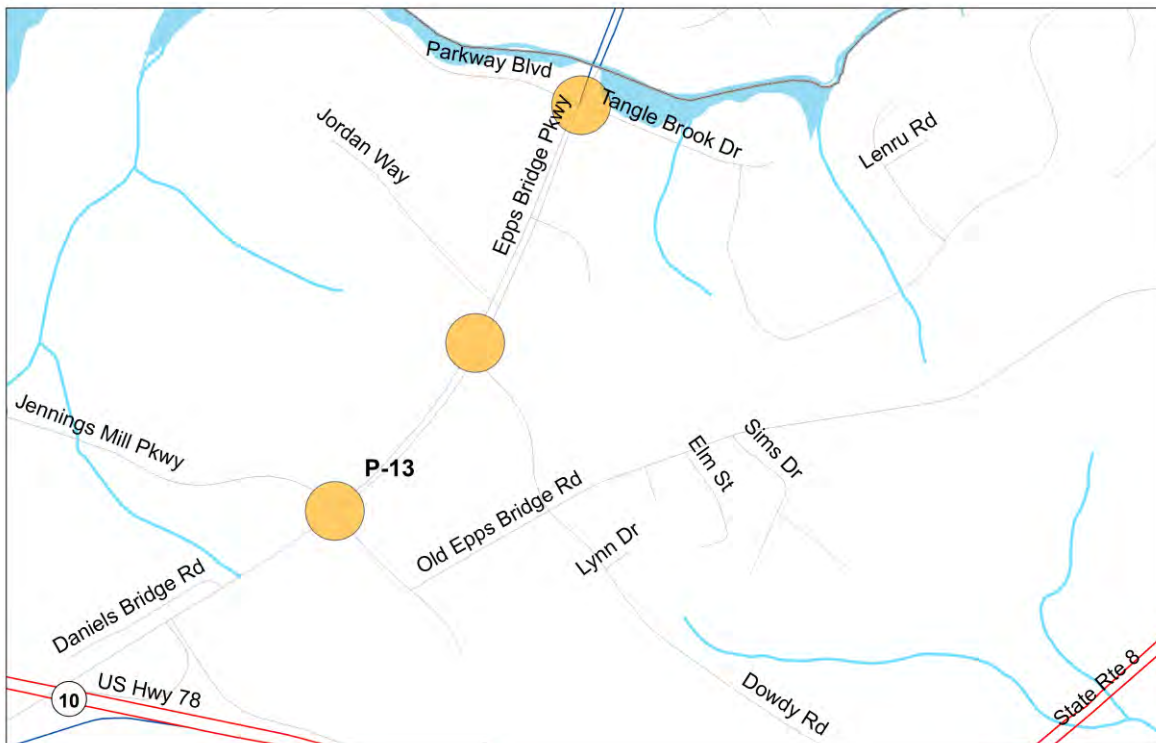 Parkway Blvd
Tangle Brook Dr
Jordan Way
Epps Bridge Pkwy
Lenru Rd
Jennings Mill Pkwy
P-13
Sims Dr
Elm St
Old Epps Bridge Rd
Lynn Dr
Daniels Bridge Rd
US Hwy 78
10
Dowdy Rd
State Rte 8